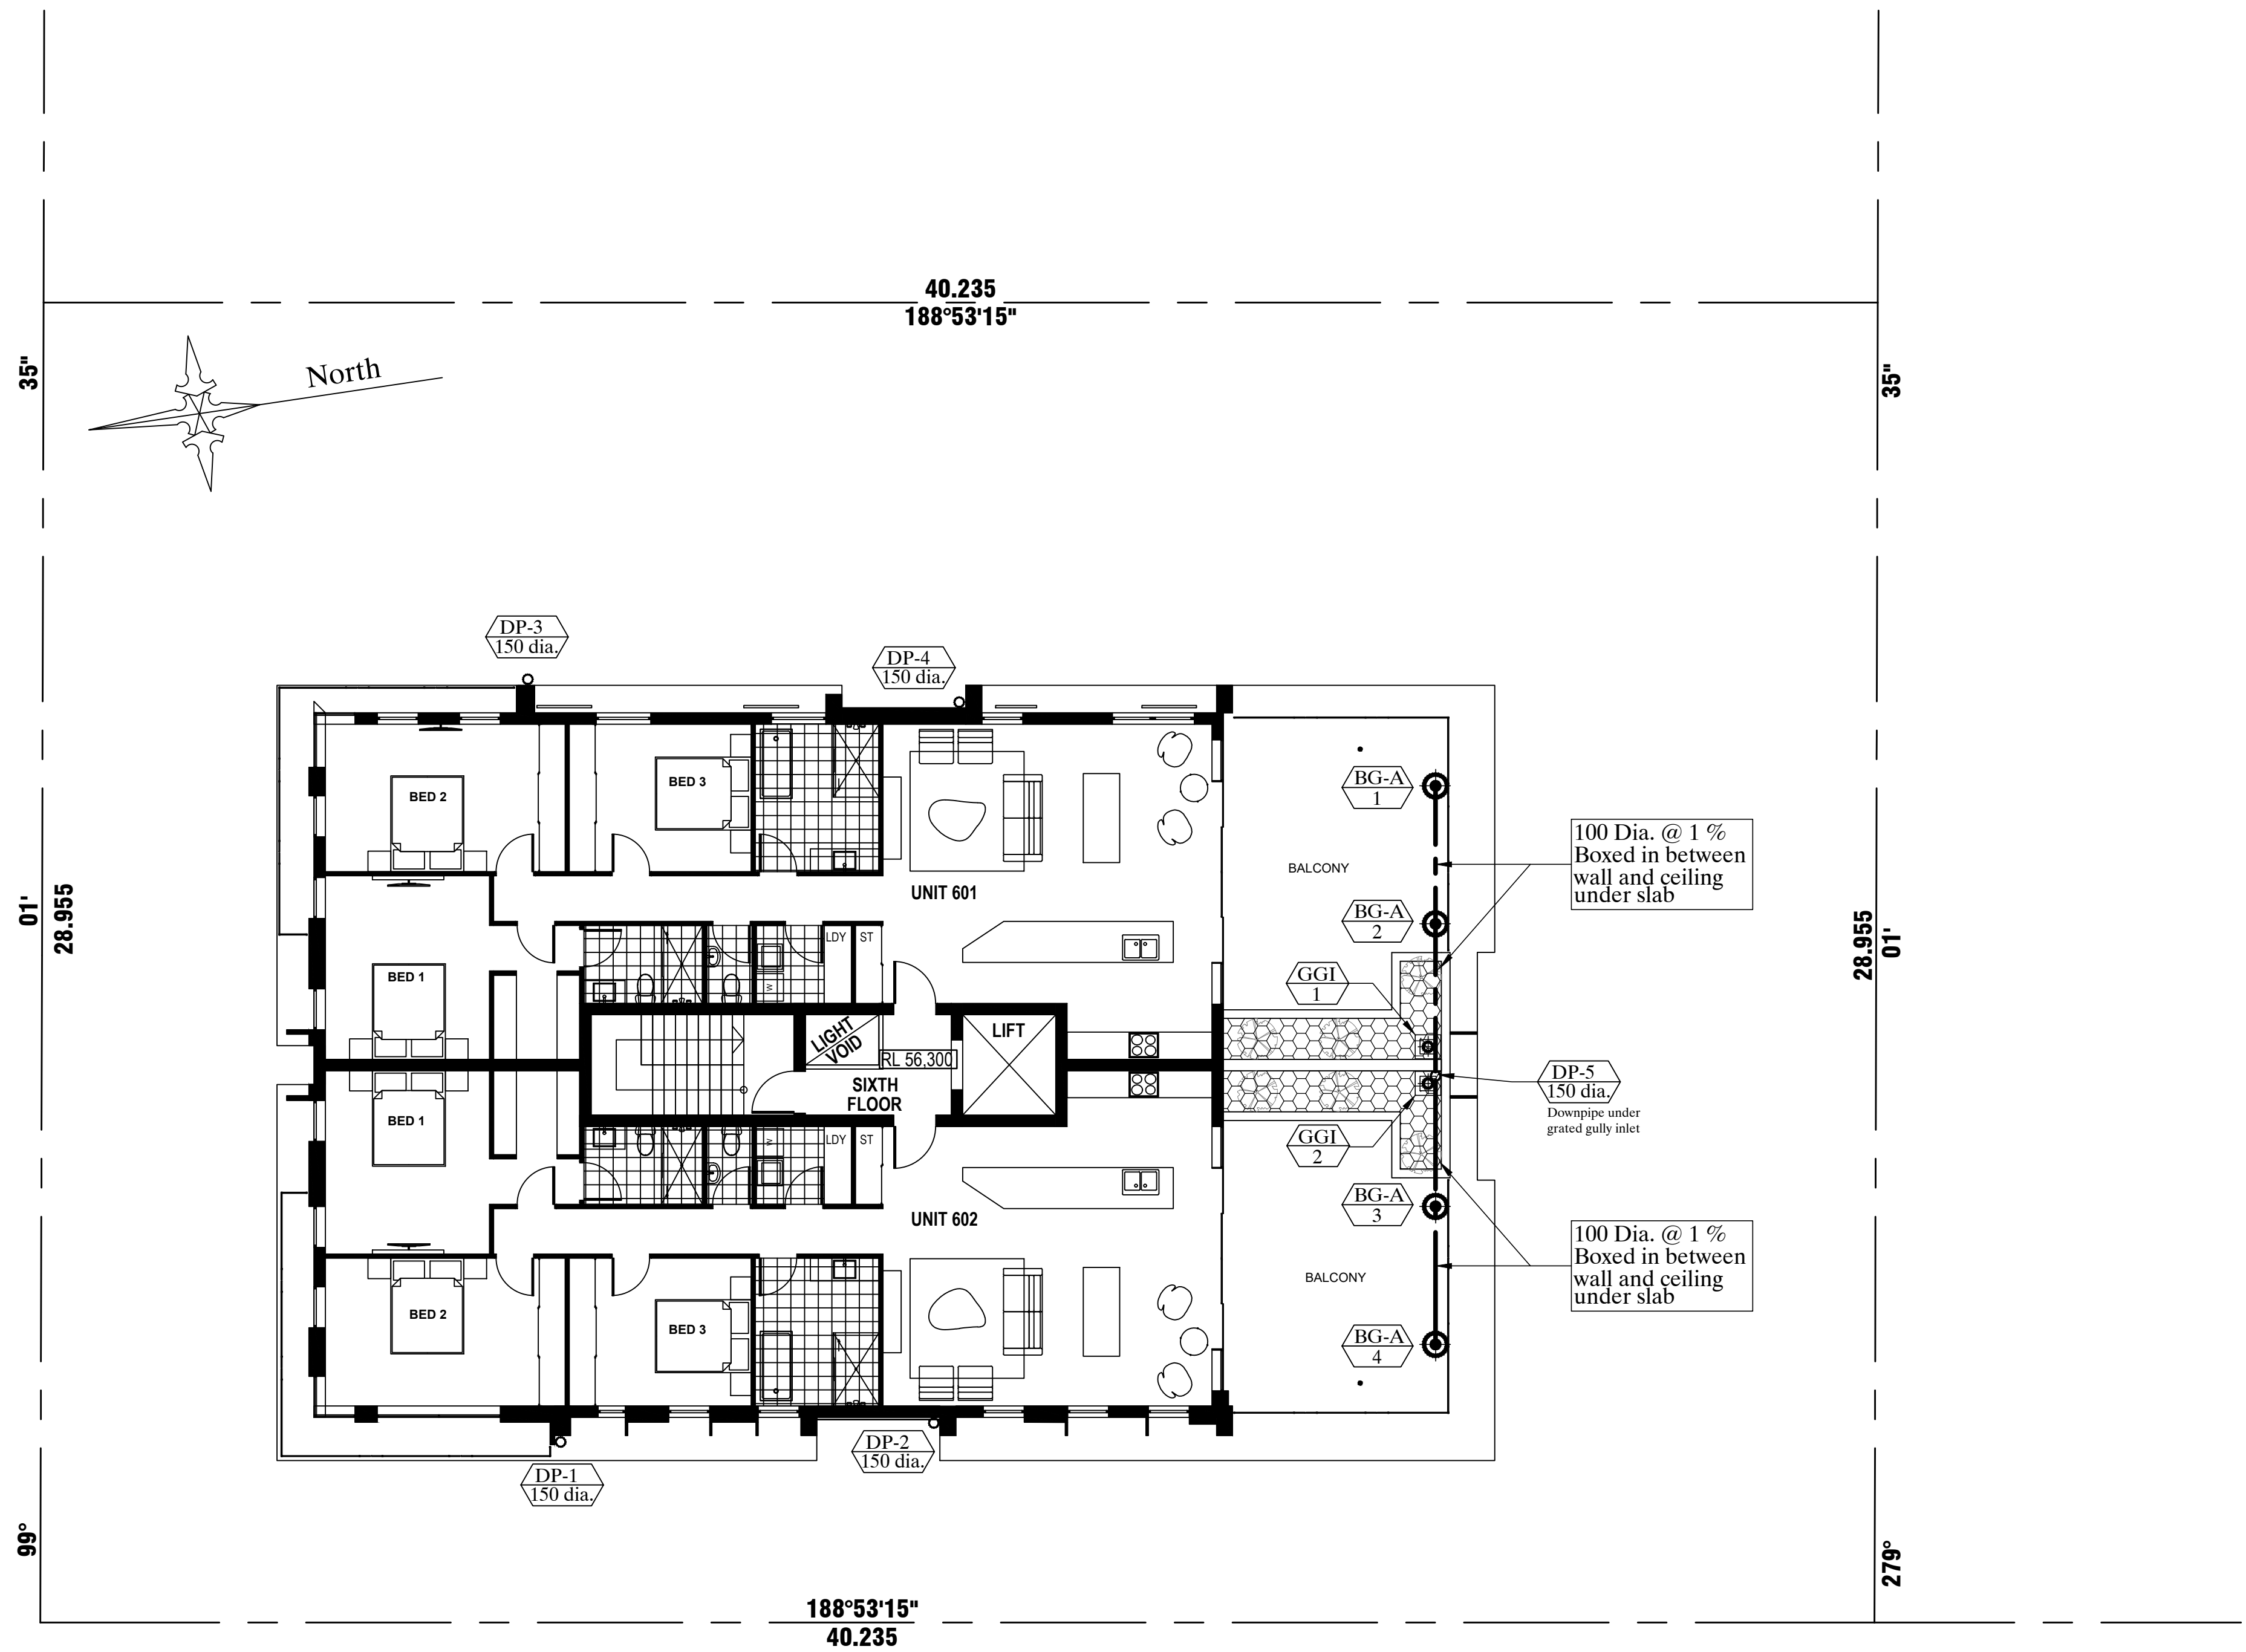 40.235
188°53'15"
35"
North
35"
DP-3
150 dia.
DP-4
150 dia.
BED 2
BED 3
BG-A
1
100 Dia. @ 1 %
Boxed in between
wall and ceiling
under slab
BALCONY
UNIT 601
01'
28.955
BG-A
2
28.955
01'
LDY
ST
BED 1
W
GGI
1
LIGHT
VOID
LIFT
RL 56,300
SIXTH
FLOOR
DP-5
150 dia.
Downpipe under
grated gully inlet
BED 1
W
LDY
ST
GGI
2
UNIT 602
BG-A
3
100 Dia. @ 1 %
Boxed in between
wall and ceiling
under slab
BALCONY
BED 2
BED 3
BG-A
4
DP-2
150 dia.
DP-1
150 dia.
99°
279°
188°53'15"
40.235